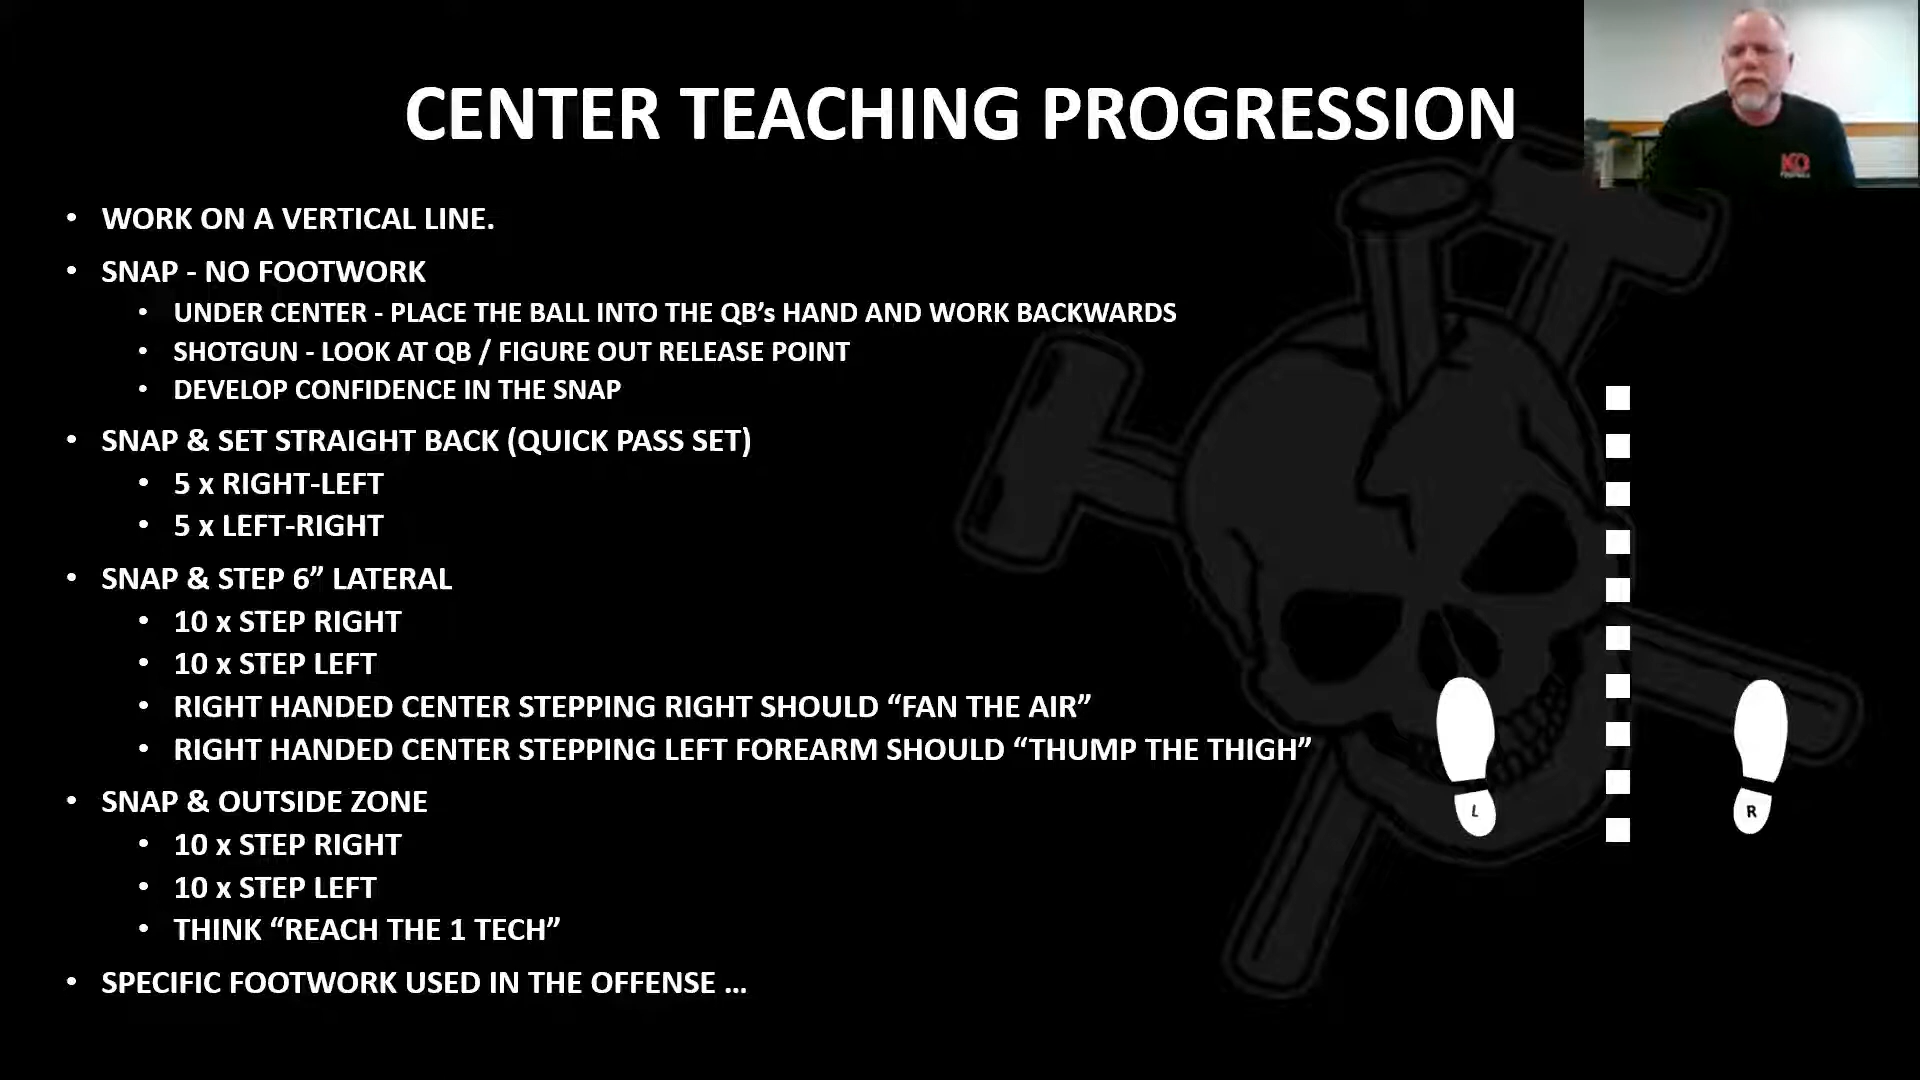 CENTER TEACHING PROGRESSION
KO
• WORK ON A VERTICAL LINE.
• SNAP - NO FOOTWORK
• UNDER CENTER - PLACE THE BALL INTO THE QB’s HAND AND WORK BACKWARDS
• SHOTGUN - LOOK AT QB / FIGURE OUT RELEASE POINT
• DEVELOP CONFIDENCE IN THE SNAP
• SNAP & SET STRAIGHT BACK (QUICK PASS SET)
• 5 x RIGHT-LEFT
• 5 x LEFT-RIGHT
• SNAP & STEP 6” LATERAL
• 10 x STEP RIGHT
• 10 x STEP LEFT
• RIGHT HANDED CENTER STEPPING RIGHT SHOULD “FAN THE AIR”
• RIGHT HANDED CENTER STEPPING LEFT FOREARM SHOULD “THUMP THE THIGH”
• SNAP & OUTSIDE ZONE
• 10 x STEP RIGHT
• 10 x STEP LEFT
• THINK “REACH THE 1 TECH”
• SPECIFIC FOOTWORK USED IN THE OFFENSE ...
L
R